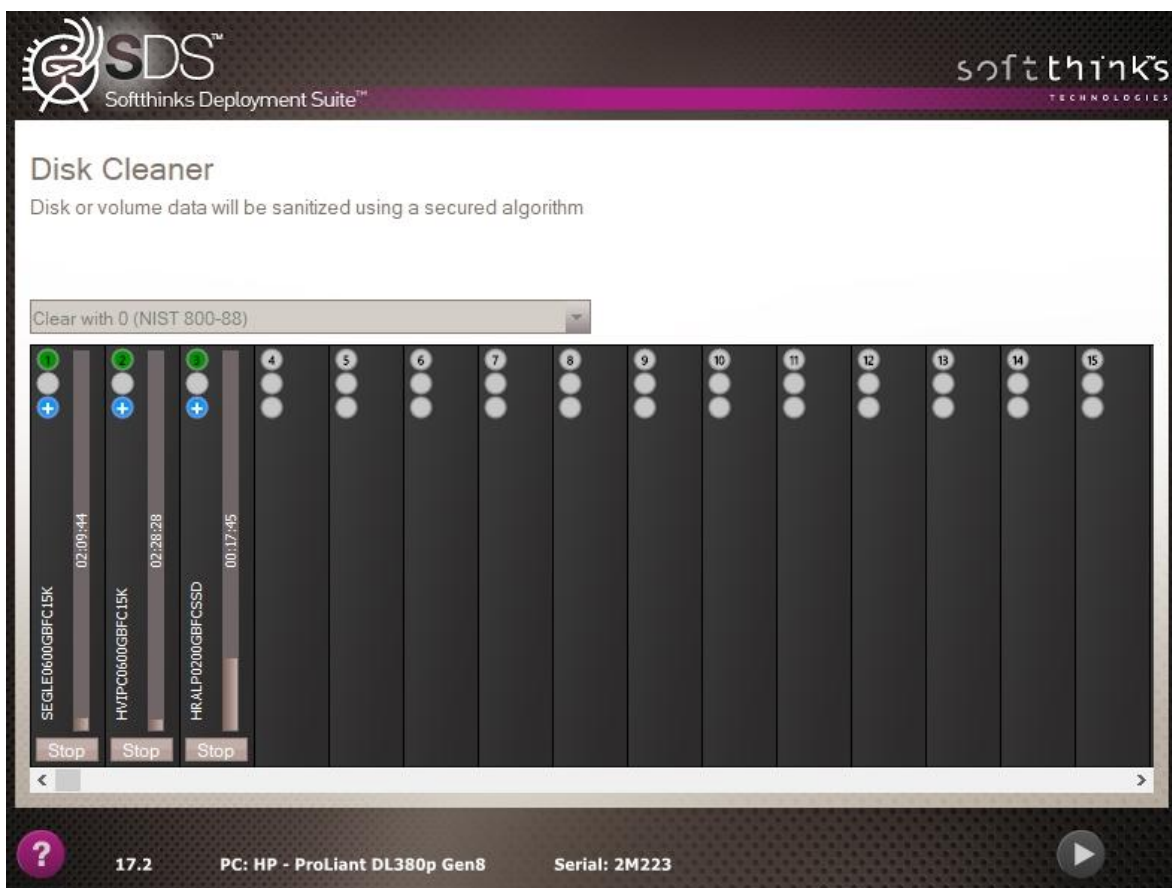 SDS™
Softthinks Deployment Suite™
softthinks
TECHNOLOGIES
Disk Cleaner
Disk or volume data will be sanitized using a secured algorithm
Clear with 0 (NIST 800-88)
1 2 3 4 5 6 7 8 9 10 11 12 13 14 15
SEGLE0600GBFC15K
02:09:44
HVIPC0600GBFC15K
02:28:28
HRALP0200GBFCSSD
00:17:45
Stop Stop Stop
? 17.2 PC: HP - ProLiant DL380p Gen8 Serial: 2M223